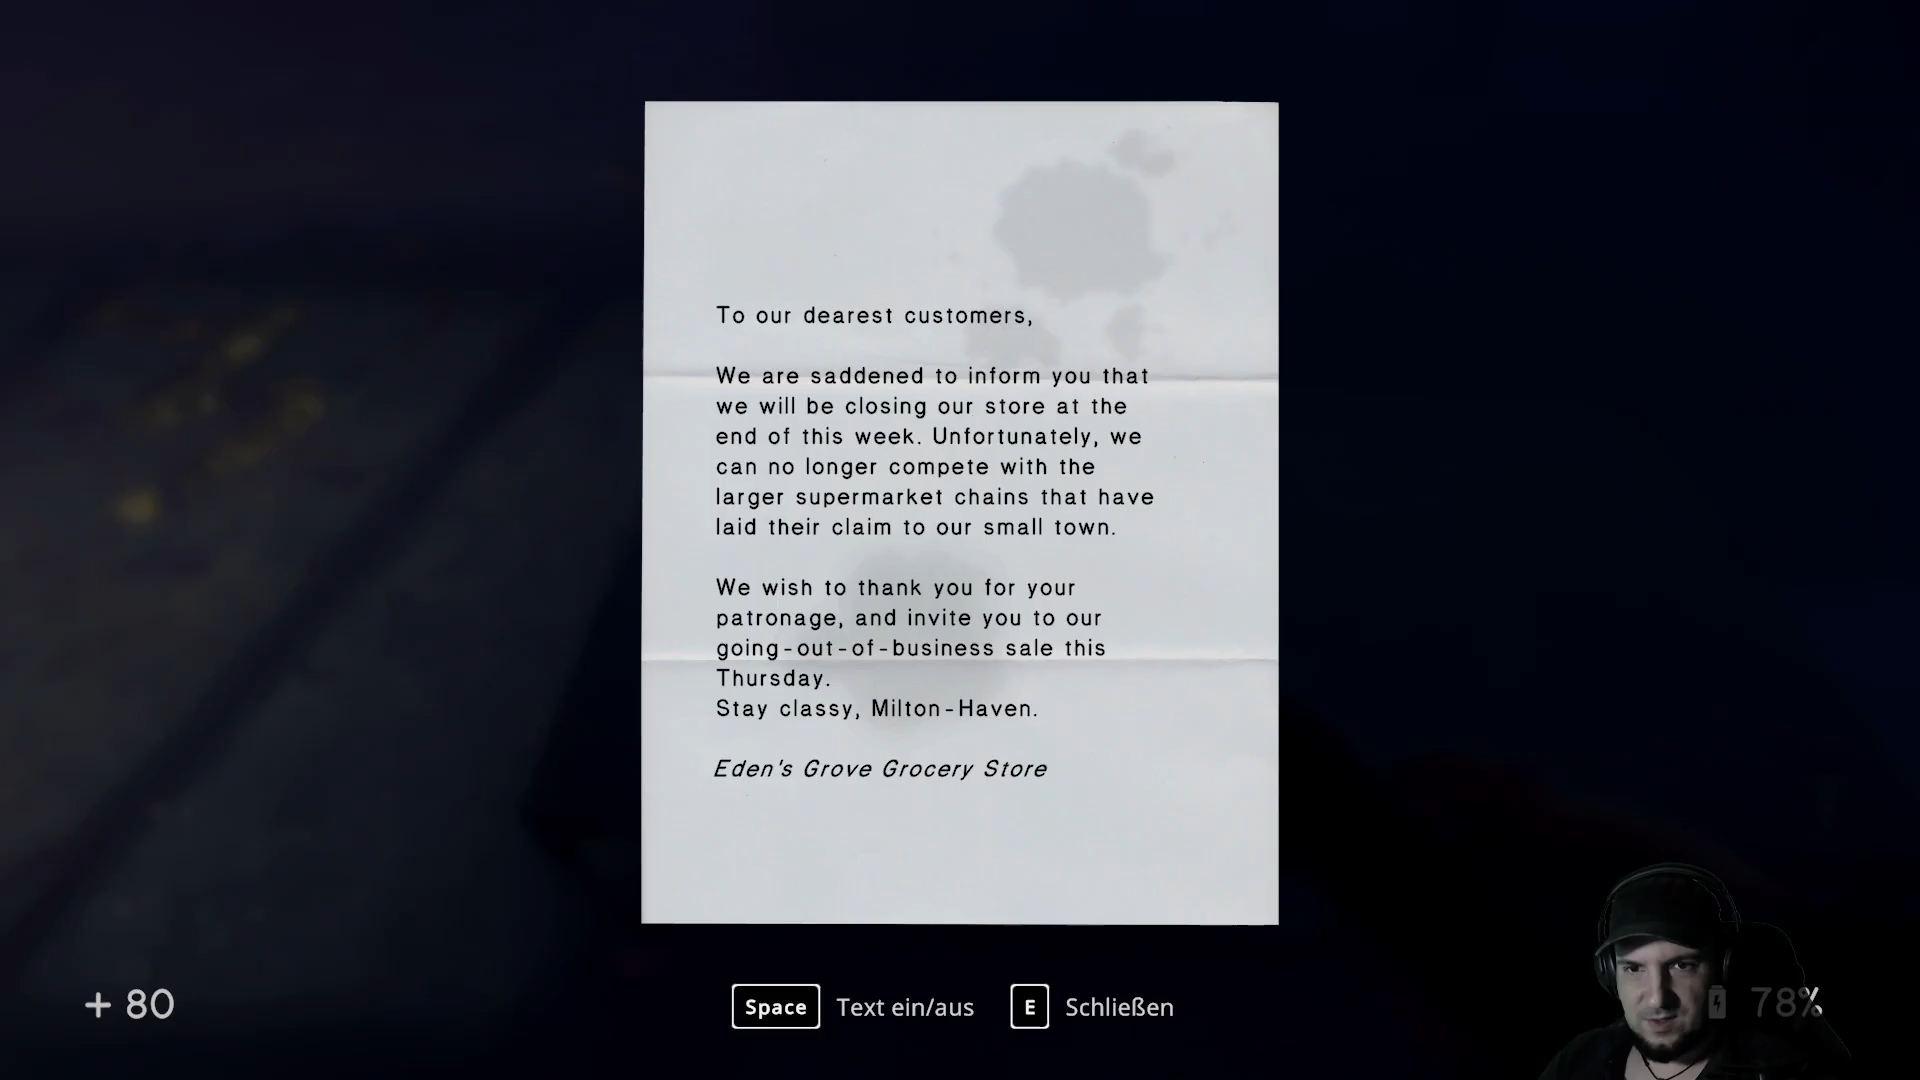 To our dearest customers,
We are saddened to inform you that
we will be closing our store at the
end of this week. Unfortunately, we
can no longer compete with the
larger supermarket chains that have
laid their claim to our small town.
We wish to thank you for your
patronage, and invite you to our
going-out-of-business sale this
Thursday.
Stay classy, Milton-Haven.
Eden's Grove Grocery Store
+ 80
Space Text ein/aus E Schließen
78%